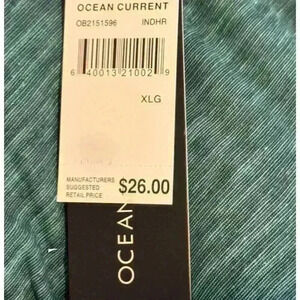 OCEAN CURRENT
OB2151596 INDHR
6 40013 21002 9
XLG
MANUFACTURERS
SUGGESTED
RETAIL PRICE
$26.00
OCEAN